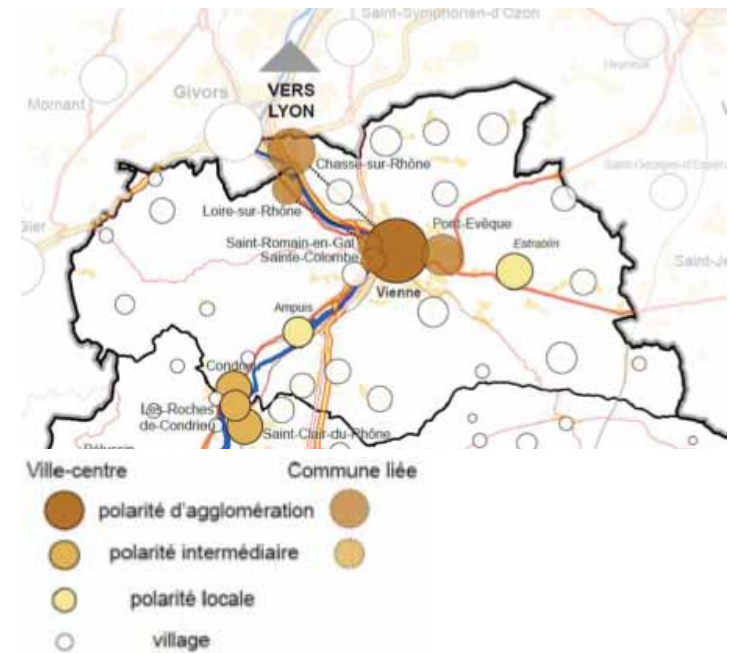 Saint-Symphorien-d'Ozon
Heyrieux
Givors
Mornant
VERS
LYON
Chasse-sur-Rhône
Loire-sur-Rhône
Pont-Evêque
Saint-Romain-en-Gal
Sainte-Colombe
Estrablin
Vienne
Ampuis
Condrieu
Les-Roches
de-Condrieu
Saint-Clair-du-Rhône
Pélussin
Ville-centre
Commune liée
polarité d'agglomération
polarité intermédiaire
polarité locale
village